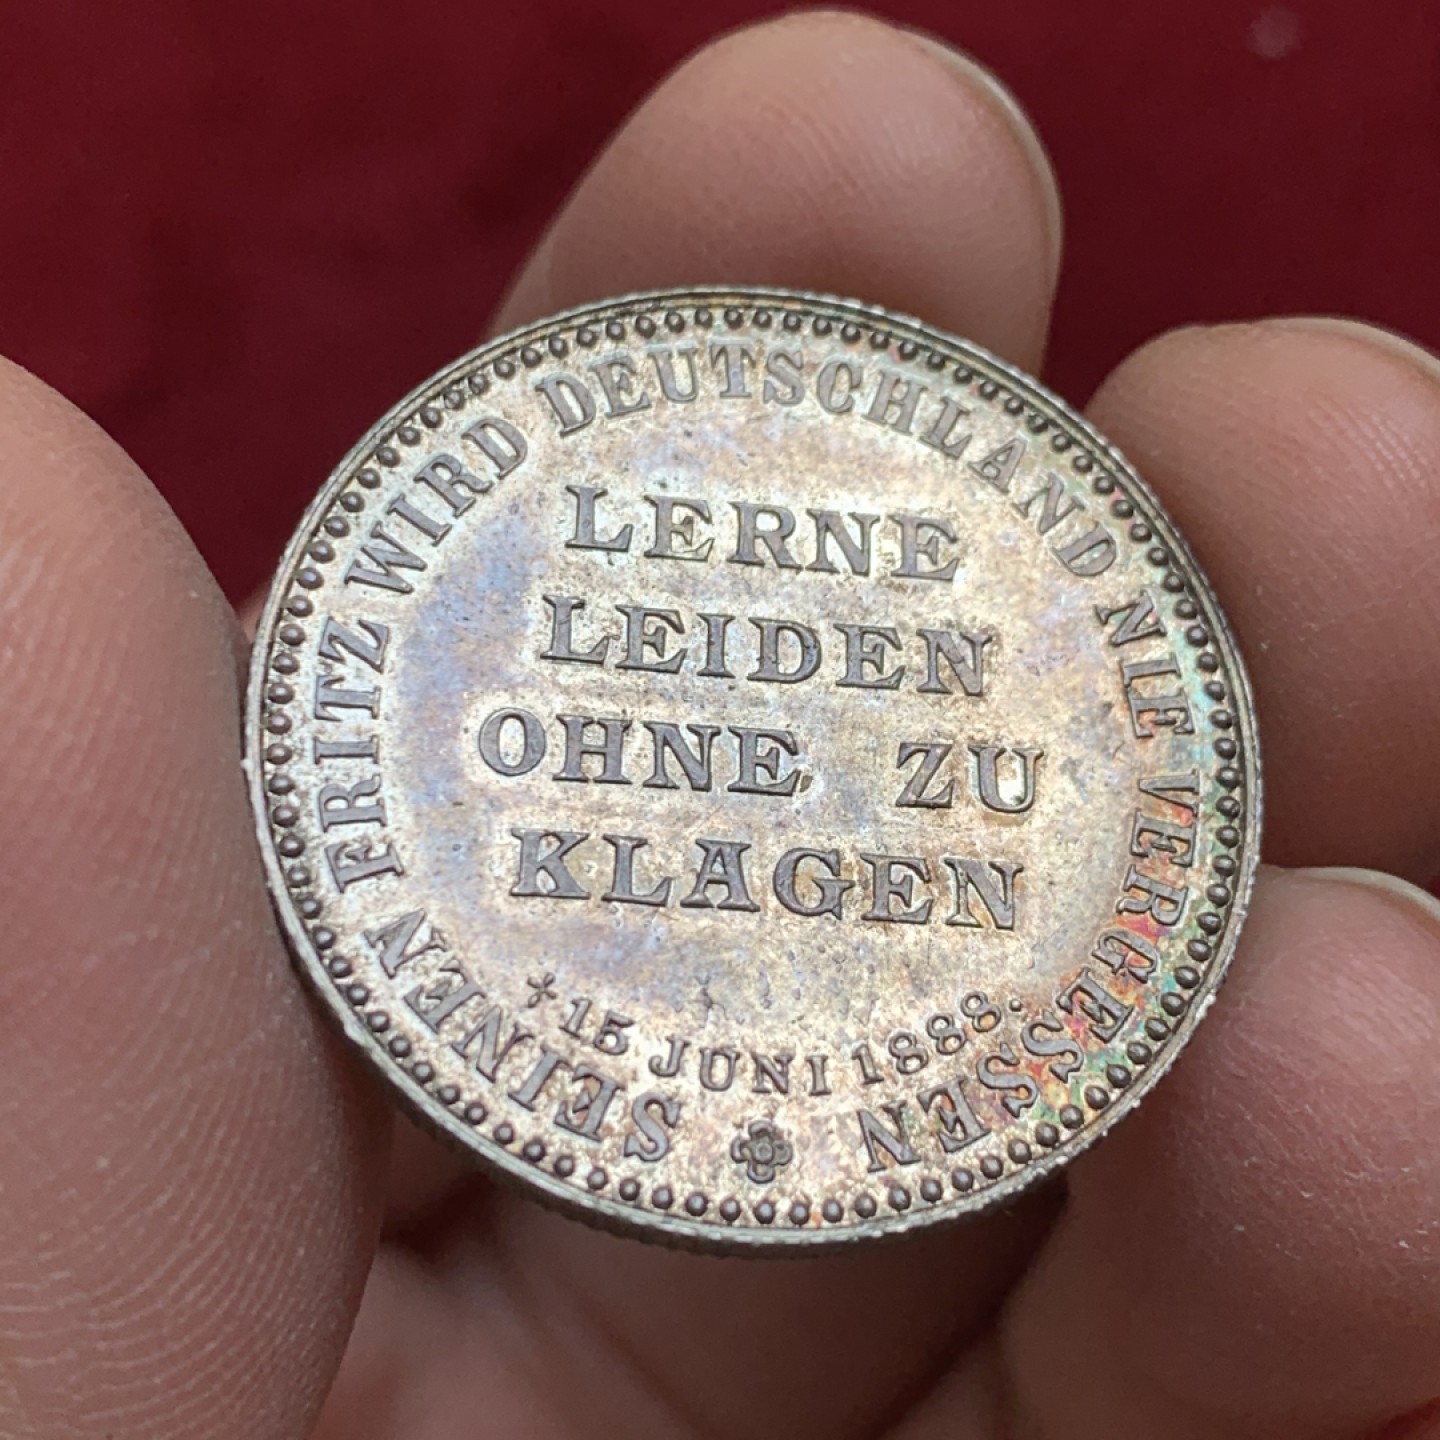 SEINEN FRITZ WIRD DEUTSCHLAND NIE VERGESSEN
LERNE
LEIDEN
OHNE ZU
KLAGEN
† 15 JUNI 1888.